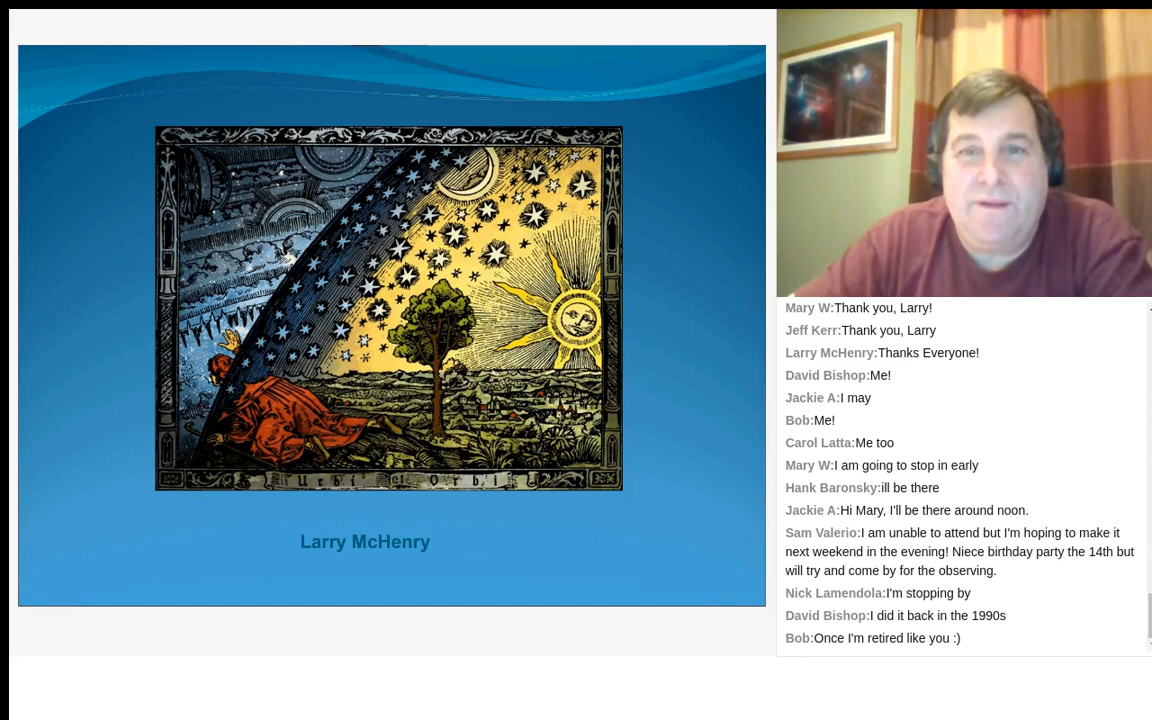 Urbi et Orbi
Larry McHenry
Mary W:Thank you, Larry!
Jeff Kerr:Thank you, Larry
Larry McHenry:Thanks Everyone!
David Bishop:Me!
Jackie A:I may
Bob:Me!
Carol Latta:Me too
Mary W:I am going to stop in early
Hank Baronsky:ill be there
Jackie A:Hi Mary, I'll be there around noon.
Sam Valerio:I am unable to attend but I'm hoping to make it
next weekend in the evening! Niece birthday party the 14th but
will try and come by for the observing.
Nick Lamendola:I'm stopping by
David Bishop:I did it back in the 1990s
Bob:Once I'm retired like you :)